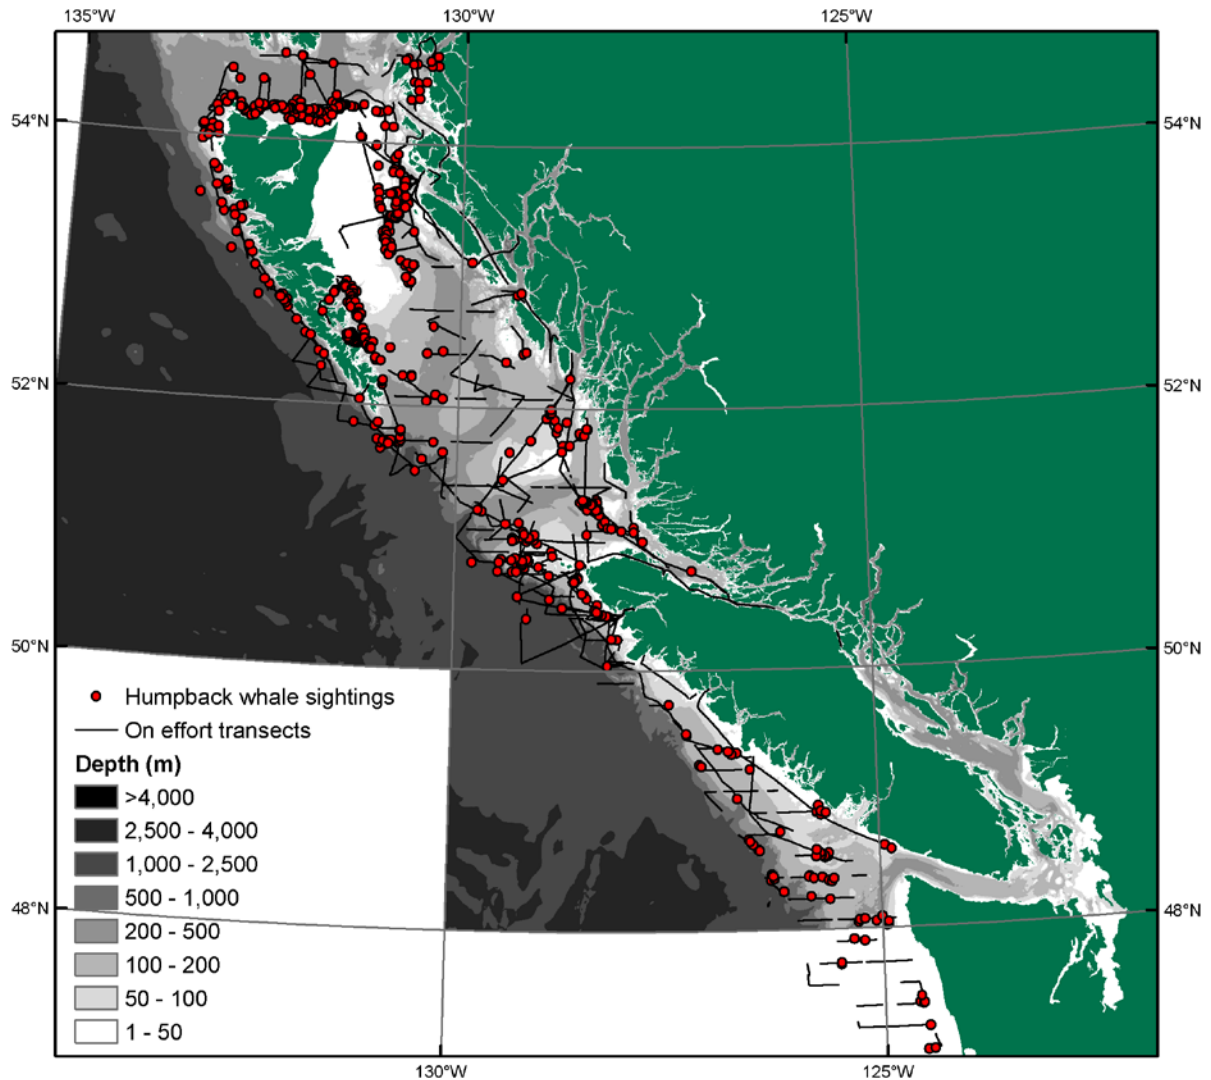 135°W 130°W 125°W
54°N 54°N
52°N 52°N
50°N 50°N
Humpback whale sightings
On effort transects
Depth (m)
>4,000
2,500 - 4,000
1,000 - 2,500
500 - 1,000
48°N 48°N
200 - 500
100 - 200
50 - 100
1 - 50
130°W 125°W